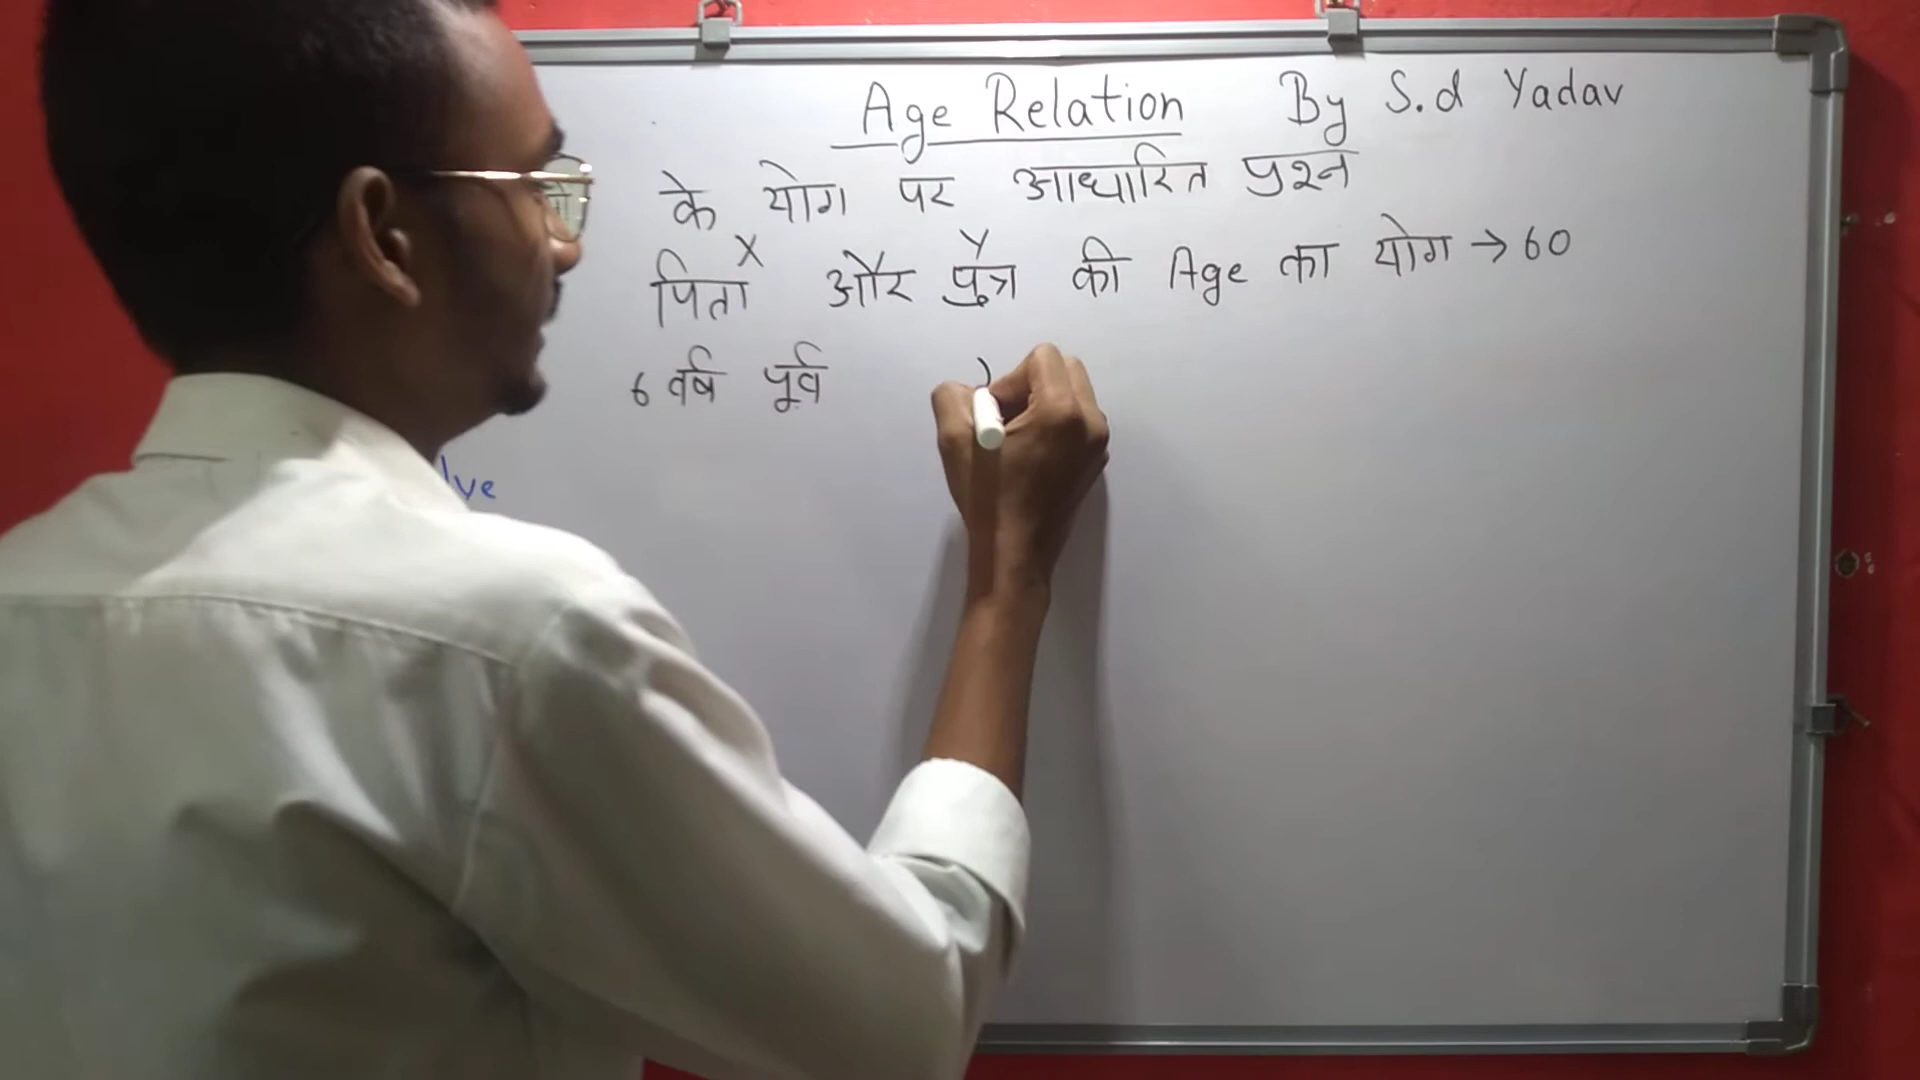 Age Relation By S.d Yadav
के योग पर आधारित प्रश्न
X Y
पिता और पुत्र की Age का योग → 60
6 वर्ष पूर्व